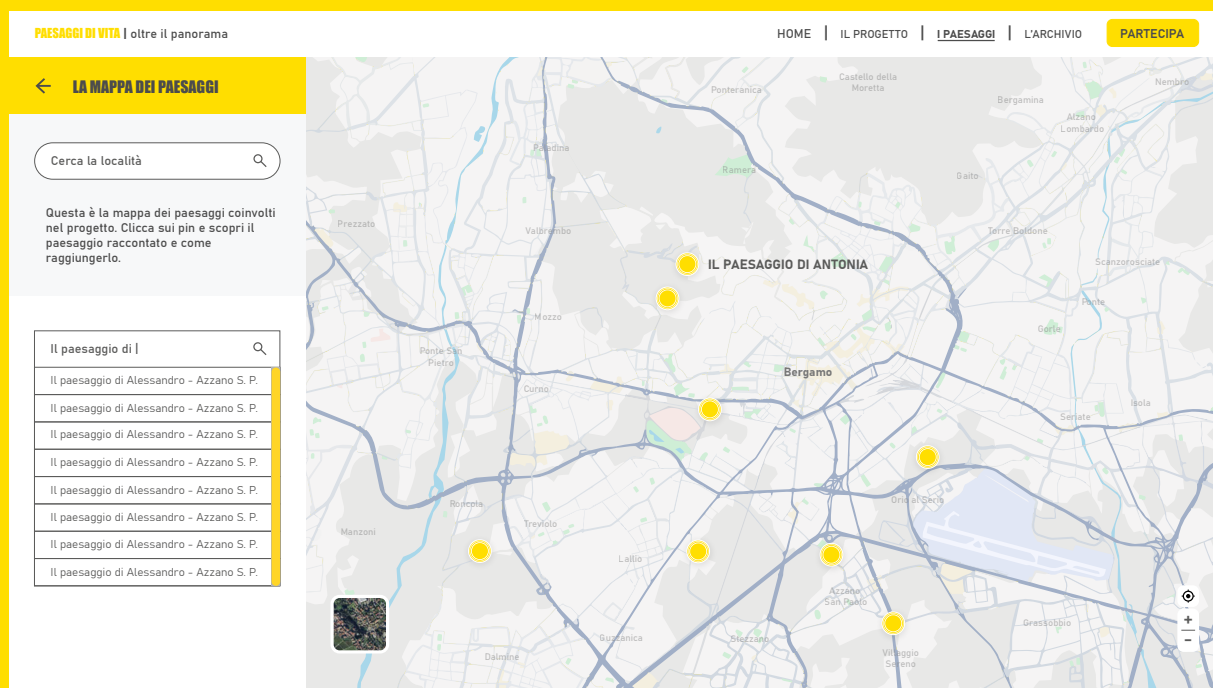 PAESAGGI DI VITA | oltre il panorama
HOME | IL PROGETTO | I PAESAGGI | L'ARCHIVIO
PARTECIPA
LA MAPPA DEI PAESAGGI
Cerca la località
Questa è la mappa dei paesaggi coinvolti
nel progetto. Clicca sui pin e scopri il
paesaggio raccontato e come
raggiungerlo.
Il paesaggio di |
Il paesaggio di Alessandro - Azzano S. P.
Il paesaggio di Alessandro - Azzano S. P.
Il paesaggio di Alessandro - Azzano S. P.
Il paesaggio di Alessandro - Azzano S. P.
Il paesaggio di Alessandro - Azzano S. P.
Il paesaggio di Alessandro - Azzano S. P.
Il paesaggio di Alessandro - Azzano S. P.
Il paesaggio di Alessandro - Azzano S. P.
Castello della
Moretta
Nembro
Ponteranica
Bergamina
Alzano
Lombardo
Paladina
Ramera
Gaito
Prezzato
Valbrembo
Torre Boldone
IL PAESAGGIO DI ANTONIA
Scanzorosciate
Ponte
Mozzo
Gorle
Ponte San
Pietro
Bergamo
Curno
Isola
Seriate
Roncola
Orio al Serio
Treviolo
Manzoni
Lallio
Azzano
San Paolo
Grassobbio
Guzzanica
Stezzano
Dalmine
Villaggio
Sereno
+
−